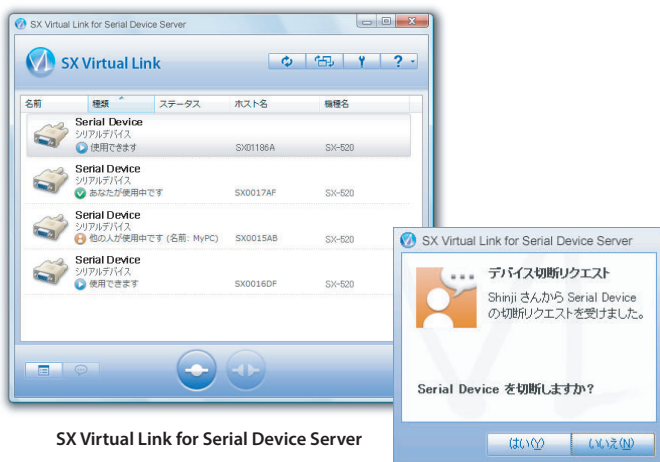 SX Virtual Link for Serial Device Server
SX Virtual Link
?
名前 種類 ステータス ホスト名 機種名
Serial Device
シリアルデバイス
使用できます SX01186A SX-520
Serial Device
シリアルデバイス
あなたが使用中です SX0017AF SX-520
Serial Device
シリアルデバイス
他の人が使用中です (名前: MyPC) SX0015AB SX-520
Serial Device
シリアルデバイス
使用できます SX0016DF SX-520
SX Virtual Link for Serial Device Server
デバイス切断リクエスト
Shinji さんから Serial Device
の切断リクエストを受けました。
Serial Device を切断しますか?
はい(Y) いいえ(N)
SX Virtual Link for Serial Device Server